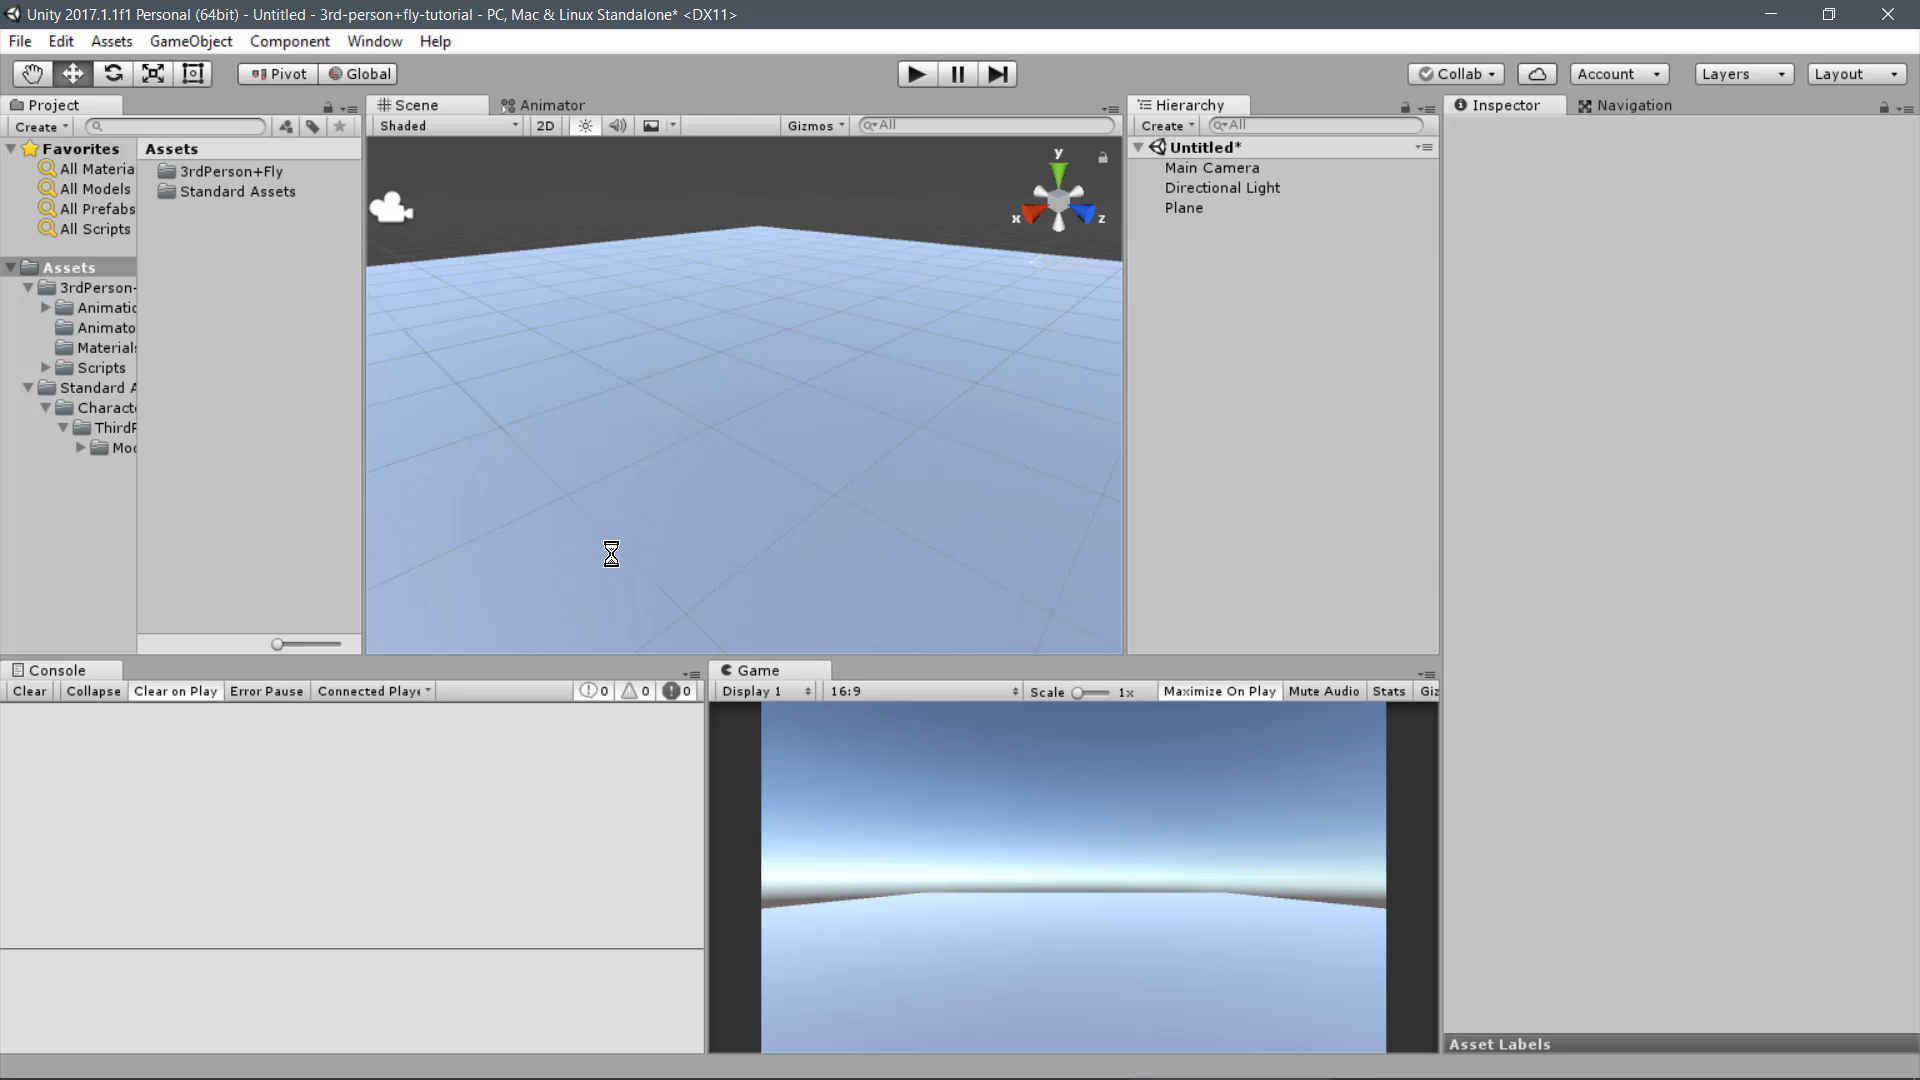 Unity 2017.1.1f1 Personal (64bit) - Untitled - 3rd-person+fly-tutorial - PC, Mac & Linux Standalone* <DX11>
File Edit Assets GameObject Component Window Help
Pivot Global Collab Account Layers Layout
Project
Create
Favorites
All Materia
All Models
All Prefabs
All Scripts
Assets
3rdPerson-
Animatic
Animato
Materials
Scripts
Standard A
Charact
ThirdP
Moc
Assets
3rdPerson+Fly
Standard Assets
Scene Animator
Shaded 2D Gizmos All
y
x z
Hierarchy
Create All
Untitled*
Main Camera
Directional Light
Plane
Inspector Navigation
Console
Clear Collapse Clear on Play Error Pause Connected Playe 0 0 0
Game
Display 1 16:9 Scale 1x Maximize On Play Mute Audio Stats Giz
Asset Labels